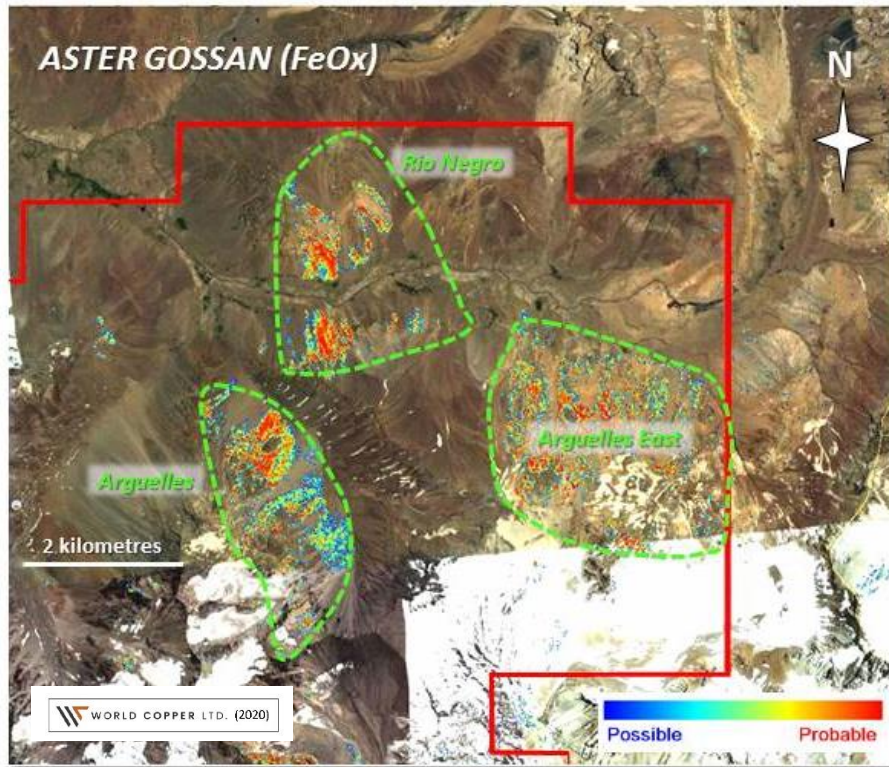 ASTER GOSSAN (FeOx)
N
Rio Negro
Arguelles East
Arguelles
2 kilometres
WORLD COPPER LTD. (2020)
Possible
Probable